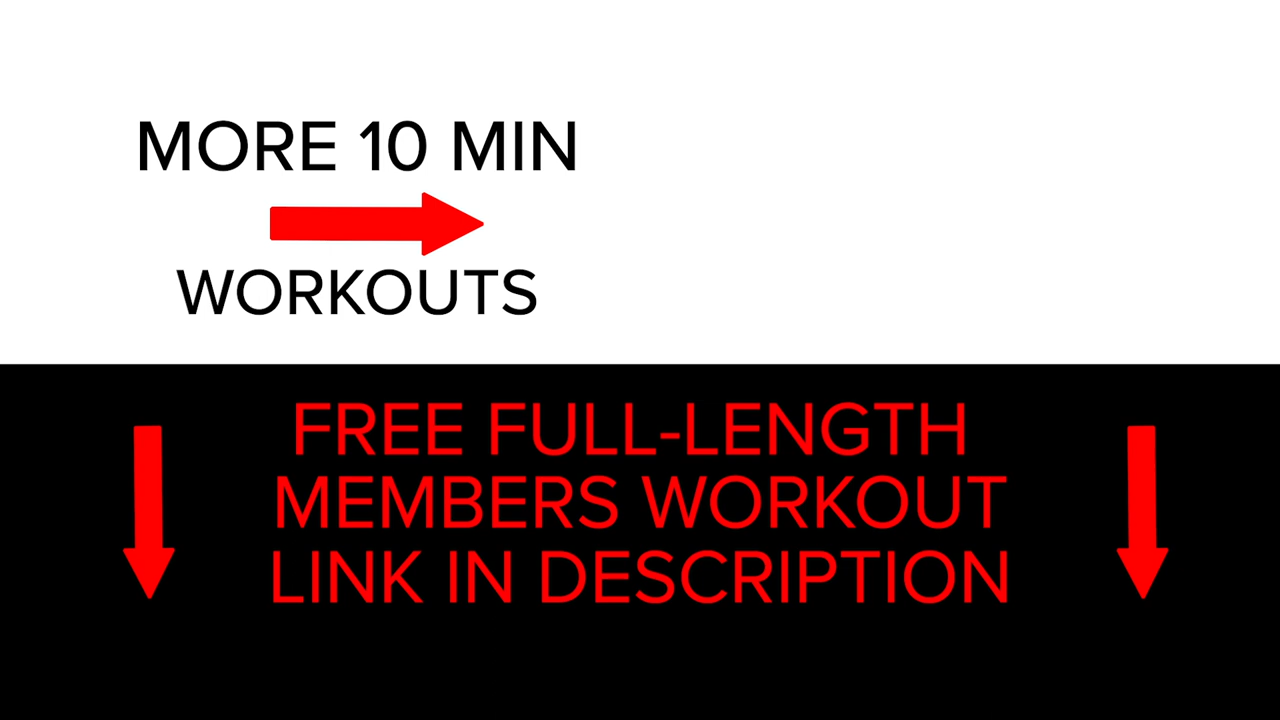 MORE 10 MIN
WORKOUTS
FREE FULL-LENGTH
MEMBERS WORKOUT
LINK IN DESCRIPTION